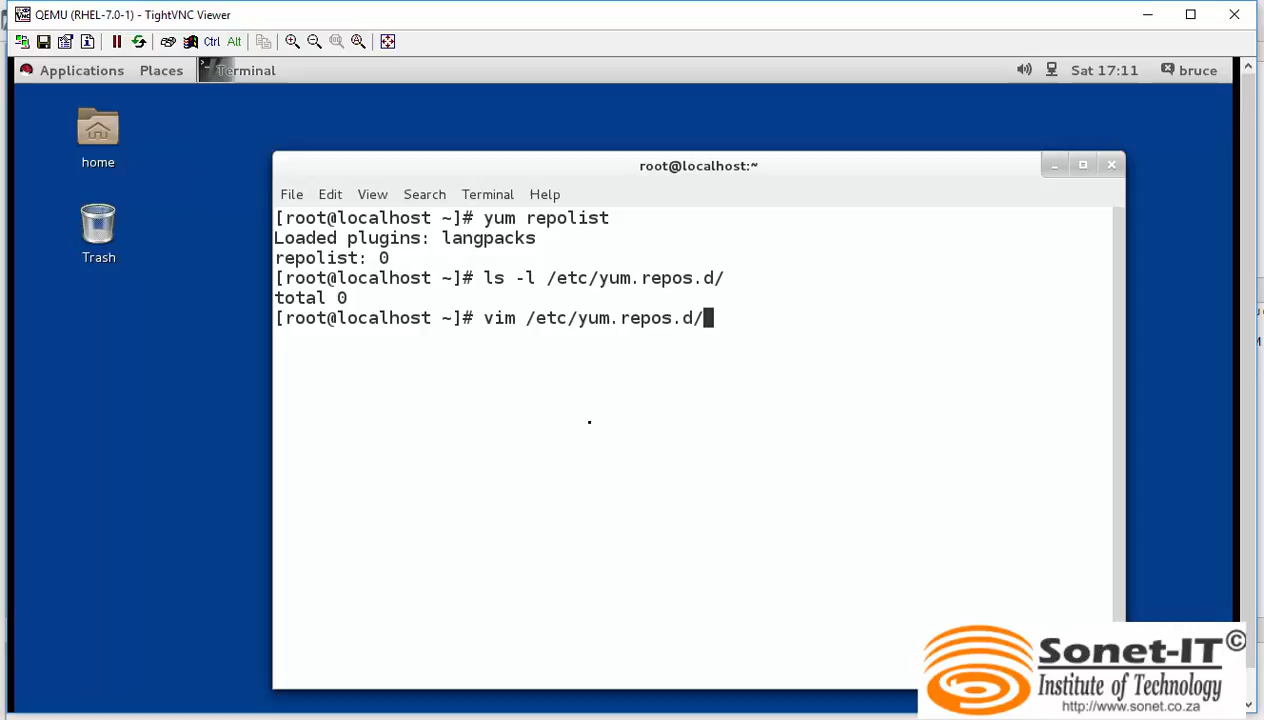 QEMU (RHEL-7.0-1) - TightVNC Viewer
Ctrl Alt
Applications Places Terminal Sat 17:11 bruce
home
Trash
root@localhost:~
File Edit View Search Terminal Help
[root@localhost ~]# yum repolist
Loaded plugins: langpacks
repolist: 0
[root@localhost ~]# ls -l /etc/yum.repos.d/
total 0
[root@localhost ~]# vim /etc/yum.repos.d/
Sonet-IT©
Institute of Technology
http://www.sonet.co.za